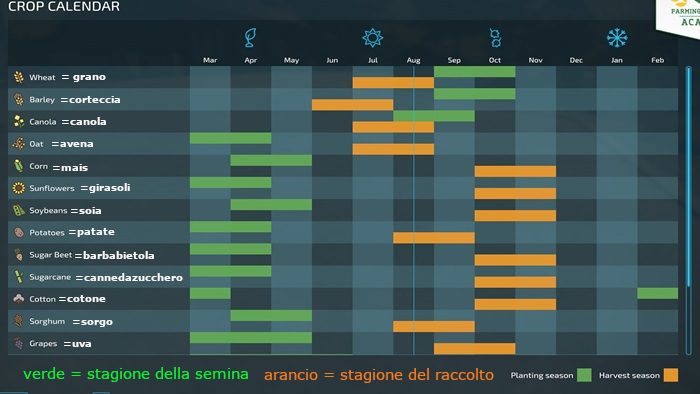 CROP CALENDAR
FARMING
ACA
Mar Apr May Jun Jul Aug Sep Oct Nov Dec Jan Feb
Wheat = grano
Barley =corteccia
Canola =canola
Oat =avena
Corn =mais
Sunflowers =girasoli
Soybeans =soia
Potatoes =patate
Sugar Beet =barbabietola
Sugarcane =cannedazucchero
Cotton =cotone
Sorghum =sorgo
Grapes =uva
verde = stagione della semina arancio = stagione del raccolto Planting season Harvest season